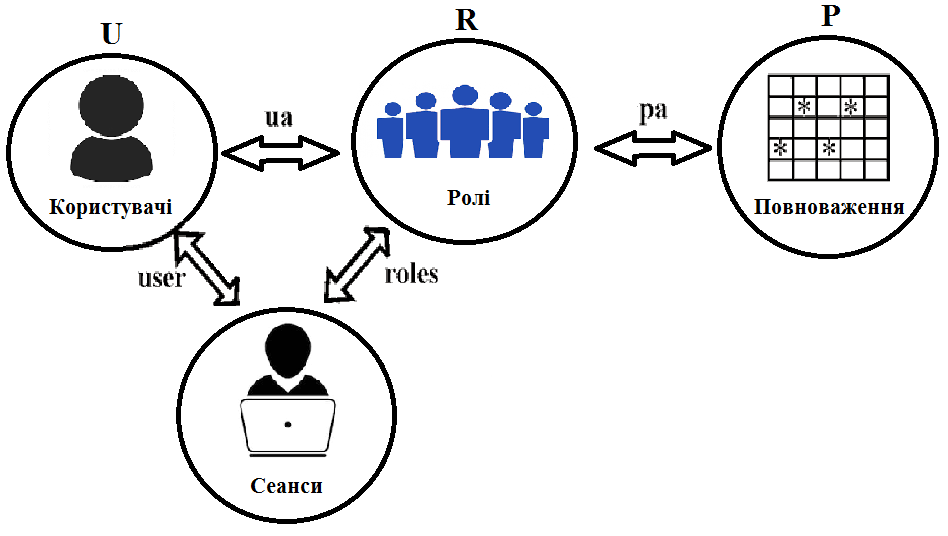 U
R
P
ua
pa
Користувачі
Ролі
Повноваження
user
roles
Сеанси